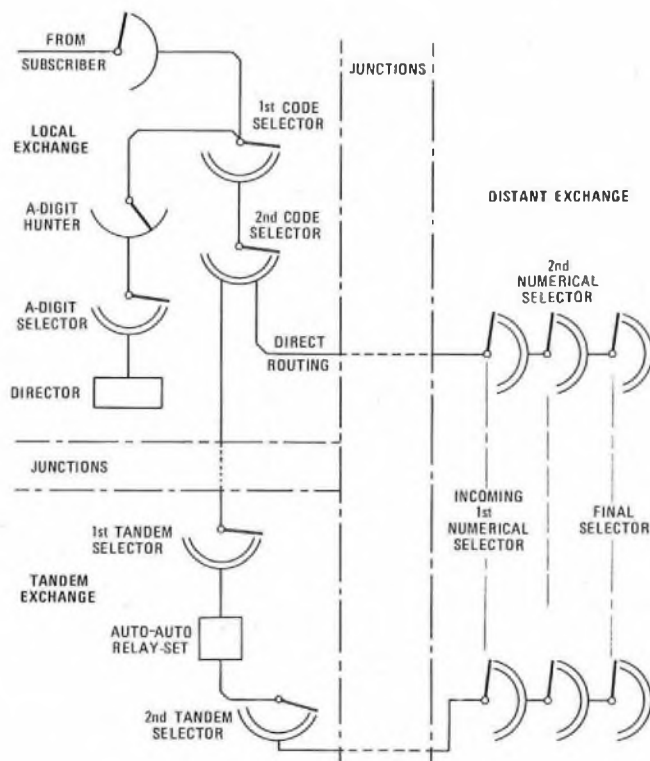 FROM
SUBSCRIBER
JUNCTIONS
1st CODE
SELECTOR
LOCAL
EXCHANGE
A-DIGIT
HUNTER
2nd CODE
SELECTOR
DISTANT EXCHANGE
2nd
NUMERICAL
SELECTOR
A-DIGIT
SELECTOR
DIRECT
ROUTING
DIRECTOR
JUNCTIONS
INCOMING
1st
NUMERICAL
SELECTOR
FINAL
SELECTOR
1st TANDEM
SELECTOR
TANDEM
EXCHANGE
AUTO-AUTO
RELAY-SET
2nd TANDEM
SELECTOR